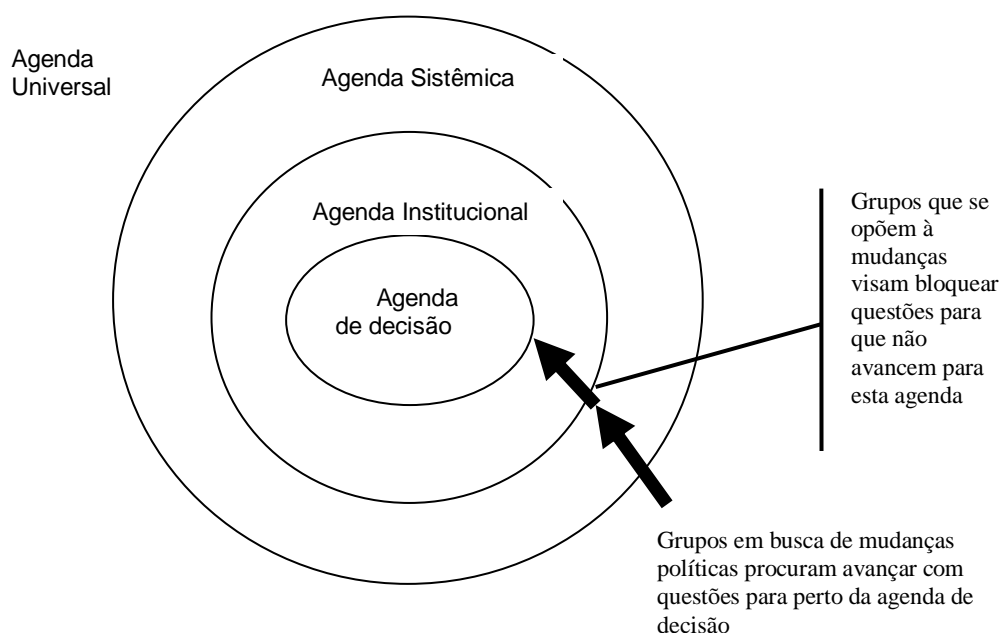 Agenda
Universal
Agenda Sistêmica
Agenda Institucional
Agenda
de decisão
Grupos que se
opõem à
mudanças
visam bloquear
questões para
que não
avancem para
esta agenda
Grupos em busca de mudanças
políticas procuram avançar com
questões para perto da agenda de
decisão